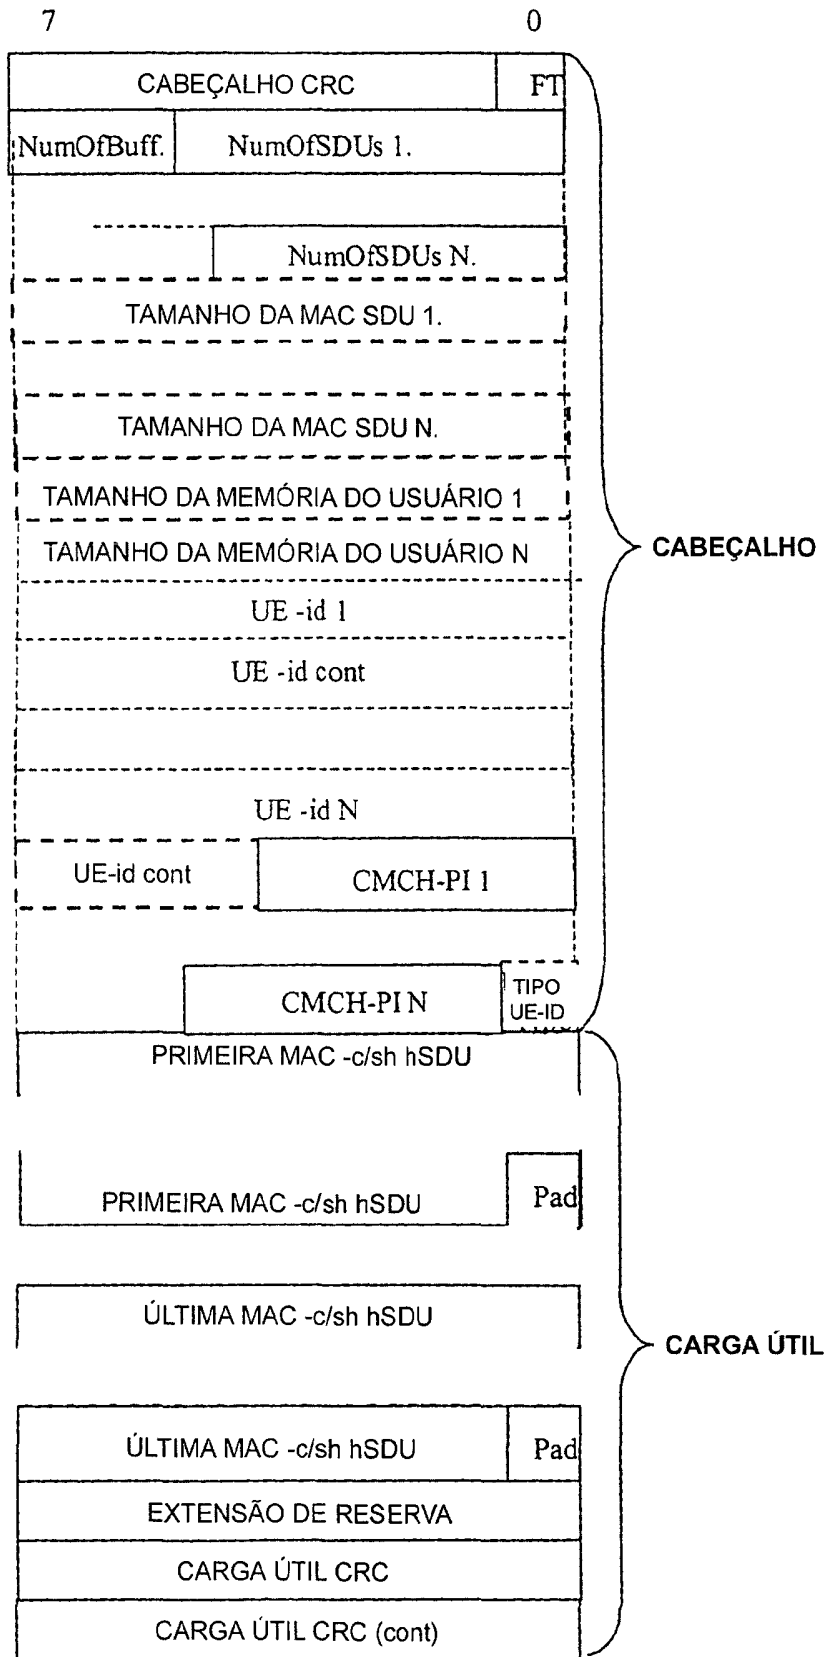 7 0
CABEÇALHO CRC FT
NumOfBuff. NumOfSDUs 1.
NumOfSDUs N.
TAMANHO DA MAC SDU 1.
TAMANHO DA MAC SDU N.
TAMANHO DA MEMÓRIA DO USUÁRIO 1
TAMANHO DA MEMÓRIA DO USUÁRIO N
CABEÇALHO
UE -id 1
UE -id cont
UE -id N
UE-id cont CMCH-PI 1
CMCH-PI N TIPO
UE-ID
PRIMEIRA MAC -c/sh hSDU
PRIMEIRA MAC -c/sh hSDU Pad
ÚLTIMA MAC -c/sh hSDU
CARGA ÚTIL
ÚLTIMA MAC -c/sh hSDU Pad
EXTENSÃO DE RESERVA
CARGA ÚTIL CRC
CARGA ÚTIL CRC (cont)